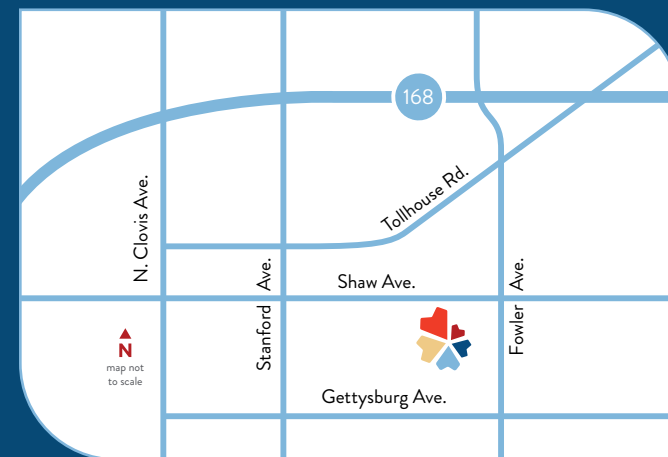 168
Tollhouse Rd.
N. Clovis Ave.
Stanford Ave.
Shaw Ave.
Fowler Ave.
N
map not
to scale
Gettysburg Ave.